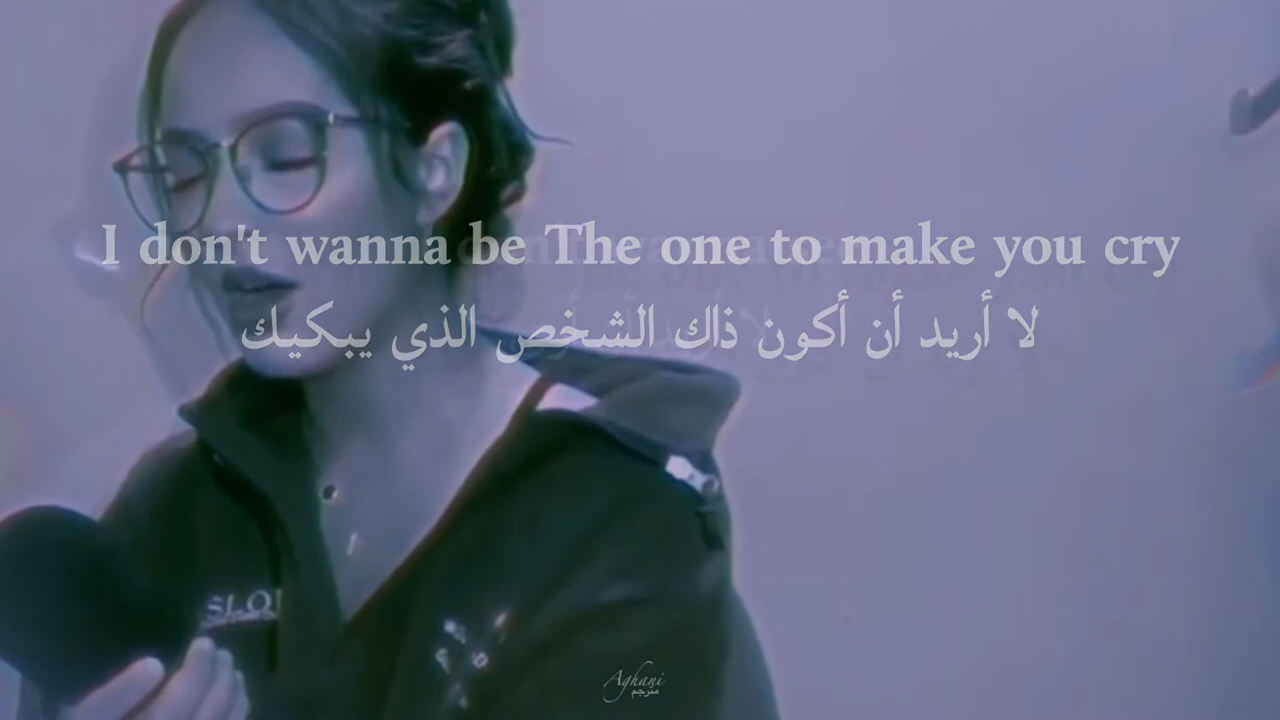 I don't wanna be The one to make you cry
لا أريد أن أكون ذاك الشخص الذي يبكيك
SLO
Aghani
مترجم